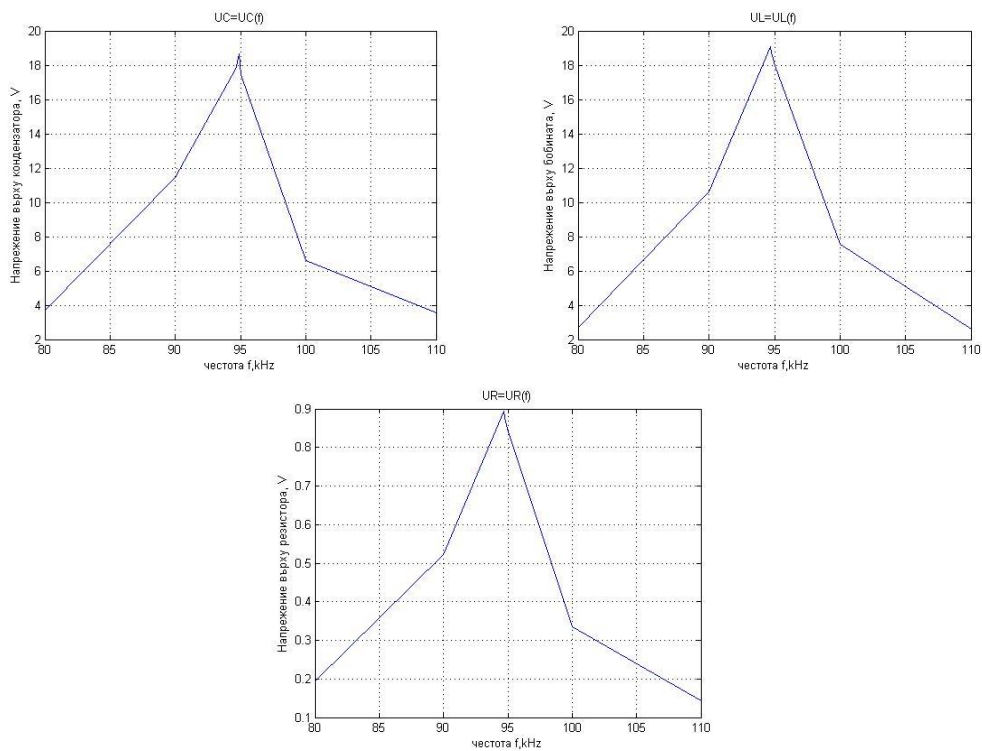 UC=UC(f)
Напрежение върху кондензатора, V
20
18
16
14
12
10
8
6
4
2
80 85 90 95 100 105 110
честота f,kHz
UL=UL(f)
Напрежение върху бобината, V
20
18
16
14
12
10
8
6
4
2
80 85 90 95 100 105 110
честота f,kHz
UR=UR(f)
Напрежение върху резистора, V
0.9
0.8
0.7
0.6
0.5
0.4
0.3
0.2
0.1
80 85 90 95 100 105 110
честота f,kHz